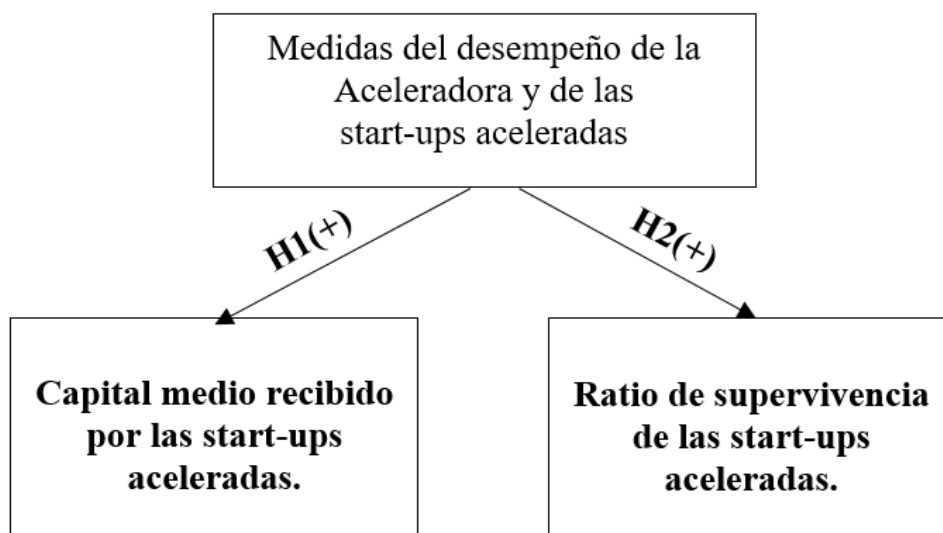 Medidas del desempeño de la
Aceleradora y de las
start-ups aceleradas
H1(+)
H2(+)
Capital medio recibido
por las start-ups
aceleradas.
Ratio de supervivencia
de las start-ups
aceleradas.